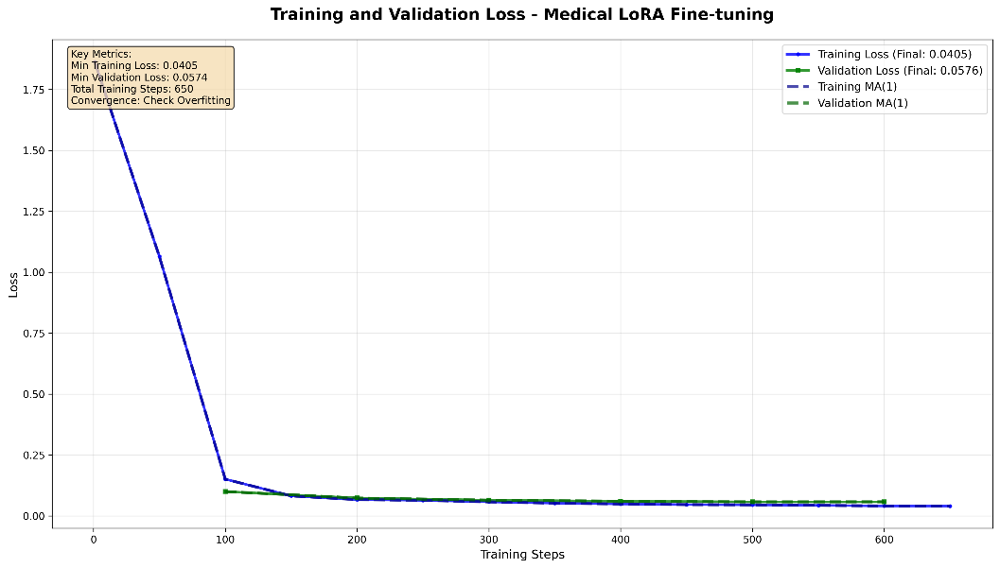 Training and Validation Loss - Medical LoRA Fine-tuning
Key Metrics:
Min Training Loss: 0.0405
Min Validation Loss: 0.0574
Total Training Steps: 650
Convergence: Check Overfitting
Training Loss (Final: 0.0405)
Validation Loss (Final: 0.0576)
Training MA(1)
Validation MA(1)
Loss
1.75
1.50
1.25
1.00
0.75
0.50
0.25
0.00
0 100 200 300 400 500 600
Training Steps